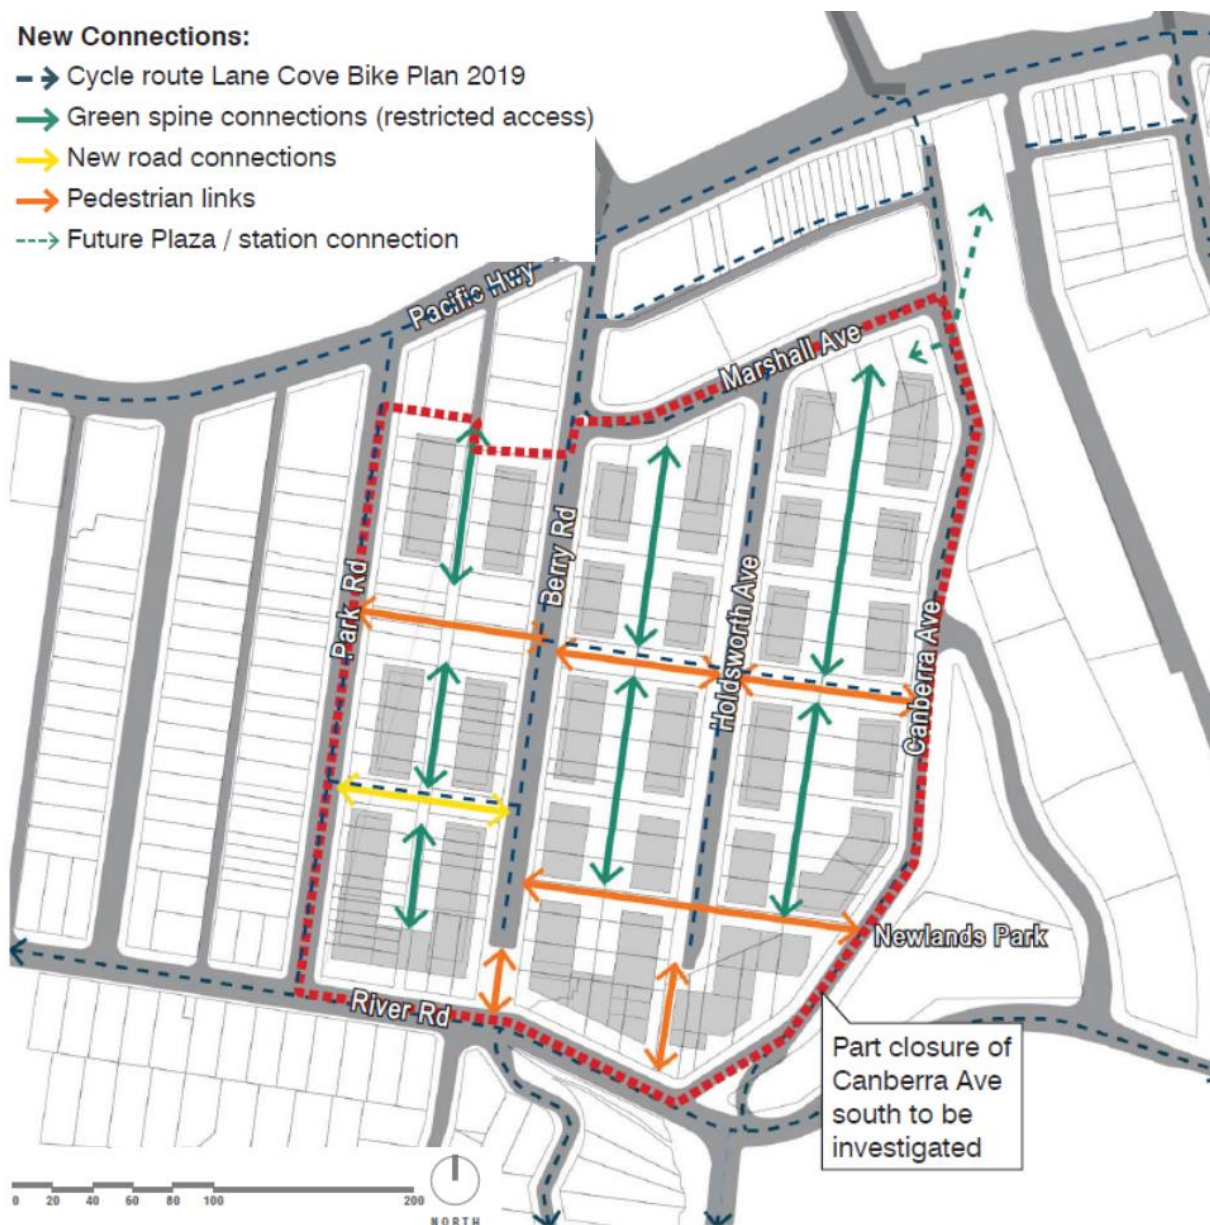 New Connections:
Cycle route Lane Cove Bike Plan 2019
Green spine connections (restricted access)
New road connections
Pedestrian links
Future Plaza / station connection
Pacific Hwy
Marshall Ave
Park Rd
Berry Rd
Holdsworth Ave
Canberra Ave
Newlands Park
River Rd
Part closure of
Canberra Ave
south to be
investigated
0 20 40 60 80 100 200
NORTH